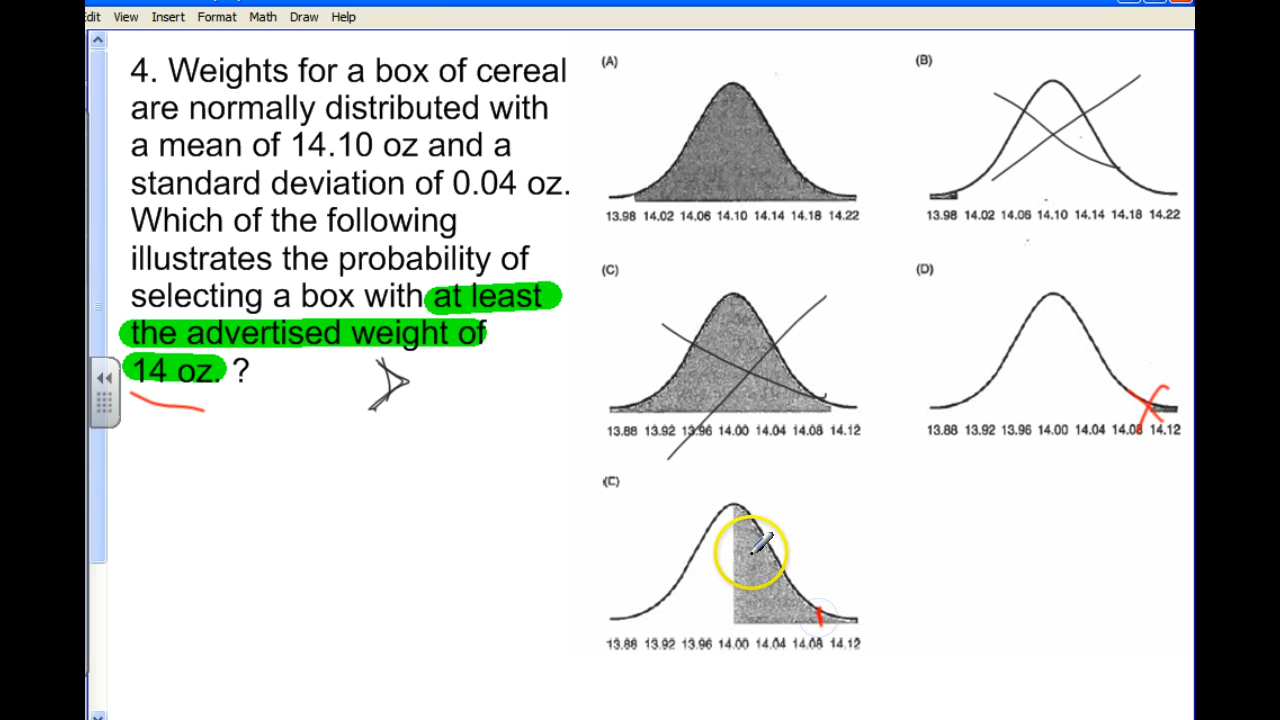 Edit View Insert Format Math Draw Help
4. Weights for a box of cereal
are normally distributed with
a mean of 14.10 oz and a
standard deviation of 0.04 oz.
Which of the following
illustrates the probability of
selecting a box with at least
the advertised weight of
14 oz. ?
(A)
13.98 14.02 14.06 14.10 14.14 14.18 14.22
(B)
13.98 14.02 14.06 14.10 14.14 14.18 14.22
(C)
13.88 13.92 13.96 14.00 14.04 14.08 14.12
(D)
13.88 13.92 13.96 14.00 14.04 14.08 14.12
(E)
13.88 13.92 13.96 14.00 14.04 14.08 14.12